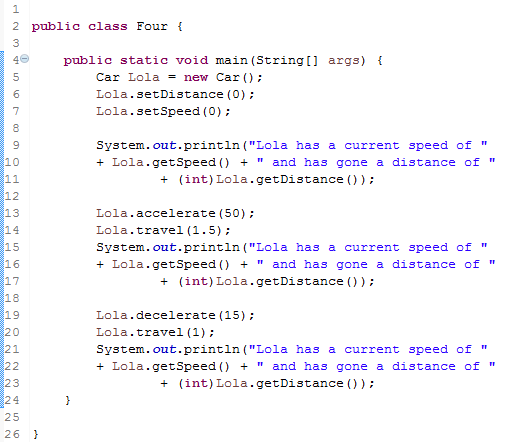 1
2 public class Four {
3
4 public static void main(String[] args) {
5 Car Lola = new Car();
6 Lola.setDistance(0);
7 Lola.setSpeed(0);
8
9 System.out.println("Lola has a current speed of "
10 + Lola.getSpeed() + " and has gone a distance of "
11 + (int)Lola.getDistance());
12
13 Lola.accelerate(50);
14 Lola.travel(1.5);
15 System.out.println("Lola has a current speed of "
16 + Lola.getSpeed() + " and has gone a distance of "
17 + (int)Lola.getDistance());
18
19 Lola.decelerate(15);
20 Lola.travel(1);
21 System.out.println("Lola has a current speed of "
22 + Lola.getSpeed() + " and has gone a distance of "
23 + (int)Lola.getDistance());
24 }
25
26 }